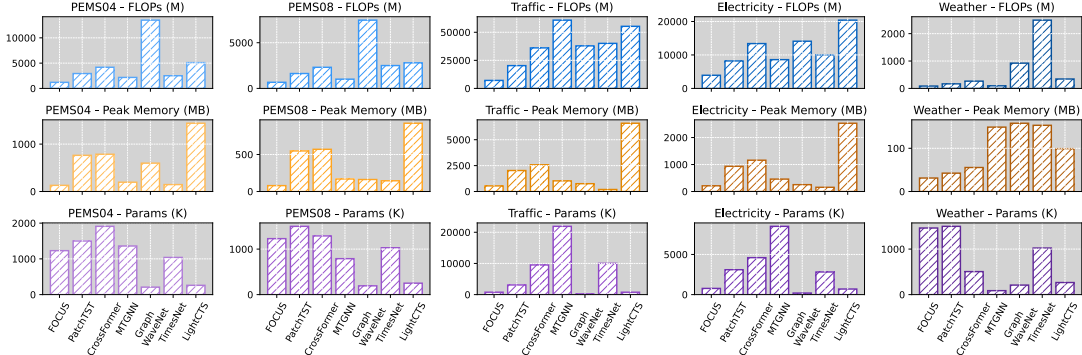 PEMS04 – FLOPs (M)
PEMS08 – FLOPs (M)
Traffic – FLOPs (M)
Electricity – FLOPs (M)
Weather – FLOPs (M)
10000
5000
0
5000
0
50000
25000
0
20000
10000
0
2000
1000
0
PEMS04 – Peak Memory (MB)
PEMS08 – Peak Memory (MB)
Traffic – Peak Memory (MB)
Electricity – Peak Memory (MB)
Weather – Peak Memory (MB)
1000
0
500
0
5000
2500
0
2000
1000
0
100
0
PEMS04 – Params (K)
PEMS08 – Params (K)
Traffic – Params (K)
Electricity – Params (K)
Weather – Params (K)
2000
1000
0
1000
0
20000
10000
0
5000
0
1000
0
FOCUS
PatchTST
CrossFormer
MTGNN
Graph
WaveNet
TimesNet
LightCTS
FOCUS
PatchTST
CrossFormer
MTGNN
Graph
WaveNet
TimesNet
LightCTS
FOCUS
PatchTST
CrossFormer
MTGNN
Graph
WaveNet
TimesNet
LightCTS
FOCUS
PatchTST
CrossFormer
MTGNN
Graph
WaveNet
TimesNet
LightCTS
FOCUS
PatchTST
CrossFormer
MTGNN
Graph
WaveNet
TimesNet
LightCTS